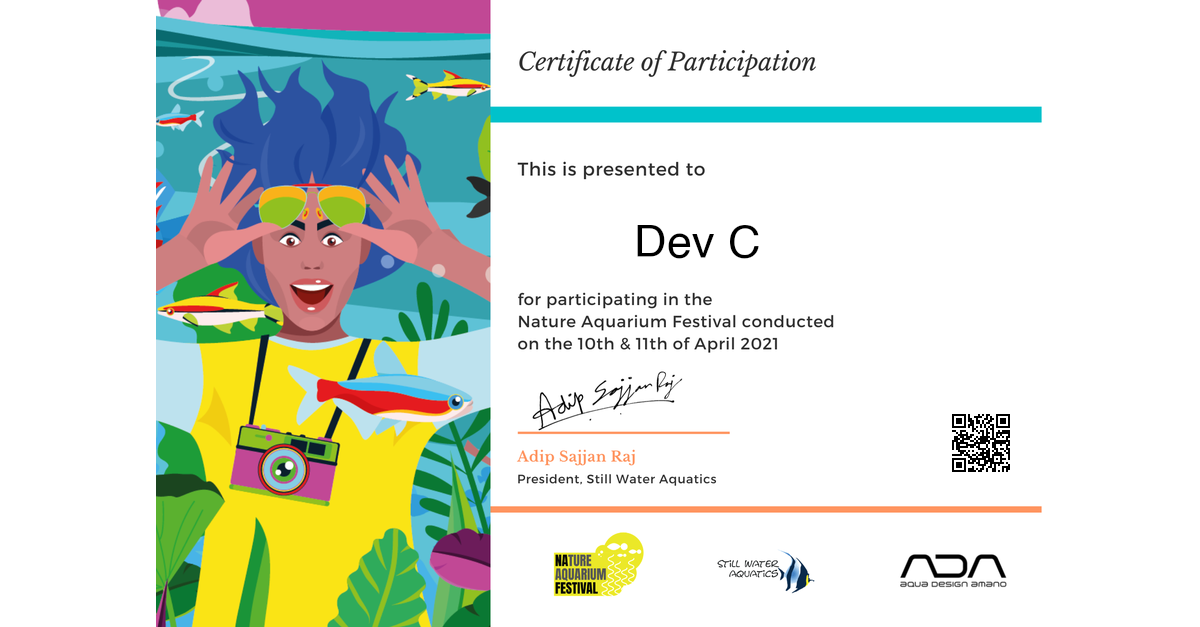 Certificate of Participation
This is presented to
Dev C
for participating in the
Nature Aquarium Festival conducted
on the 10th & 11th of April 2021
Adip Sajjan Raj
Adip Sajjan Raj
President, Still Water Aquatics
NATURE
AQUARIUM
FESTIVAL
STILL WATER
AQUATICS
ADA
aqua design amano